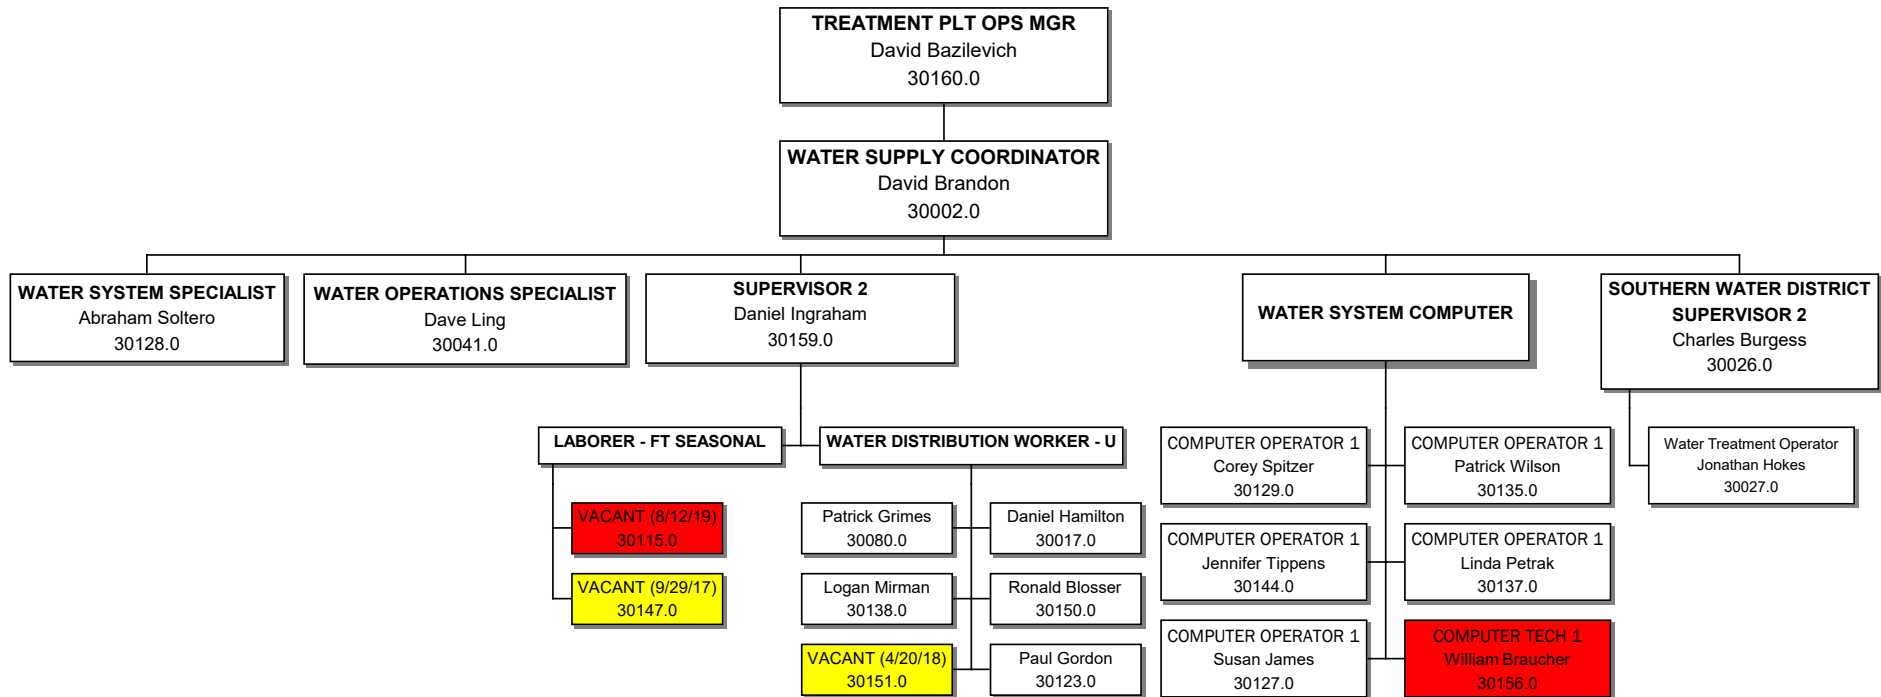 TREATMENT PLT OPS MGR
David Bazilevich
30160.0
WATER SUPPLY COORDINATOR
David Brandon
30002.0
WATER SYSTEM SPECIALIST
Abraham Soltero
30128.0
WATER OPERATIONS SPECIALIST
Dave Ling
30041.0
SUPERVISOR 2
Daniel Ingraham
30159.0
WATER SYSTEM COMPUTER
SOUTHERN WATER DISTRICT
SUPERVISOR 2
Charles Burgess
30026.0
LABORER - FT SEASONAL
VACANT (8/12/19)
30115.0
VACANT (9/29/17)
30147.0
WATER DISTRIBUTION WORKER - U
Patrick Grimes
30080.0
Daniel Hamilton
30017.0
Logan Mirman
30138.0
Ronald Blosser
30150.0
VACANT (4/20/18)
30151.0
Paul Gordon
30123.0
COMPUTER OPERATOR 1
Corey Spitzer
30129.0
COMPUTER OPERATOR 1
Patrick Wilson
30135.0
COMPUTER OPERATOR 1
Jennifer Tippens
30144.0
COMPUTER OPERATOR 1
Linda Petrak
30137.0
COMPUTER OPERATOR 1
Susan James
30127.0
COMPUTER TECH 1
William Braucher
30156.0
Water Treatment Operator
Jonathan Hokes
30027.0